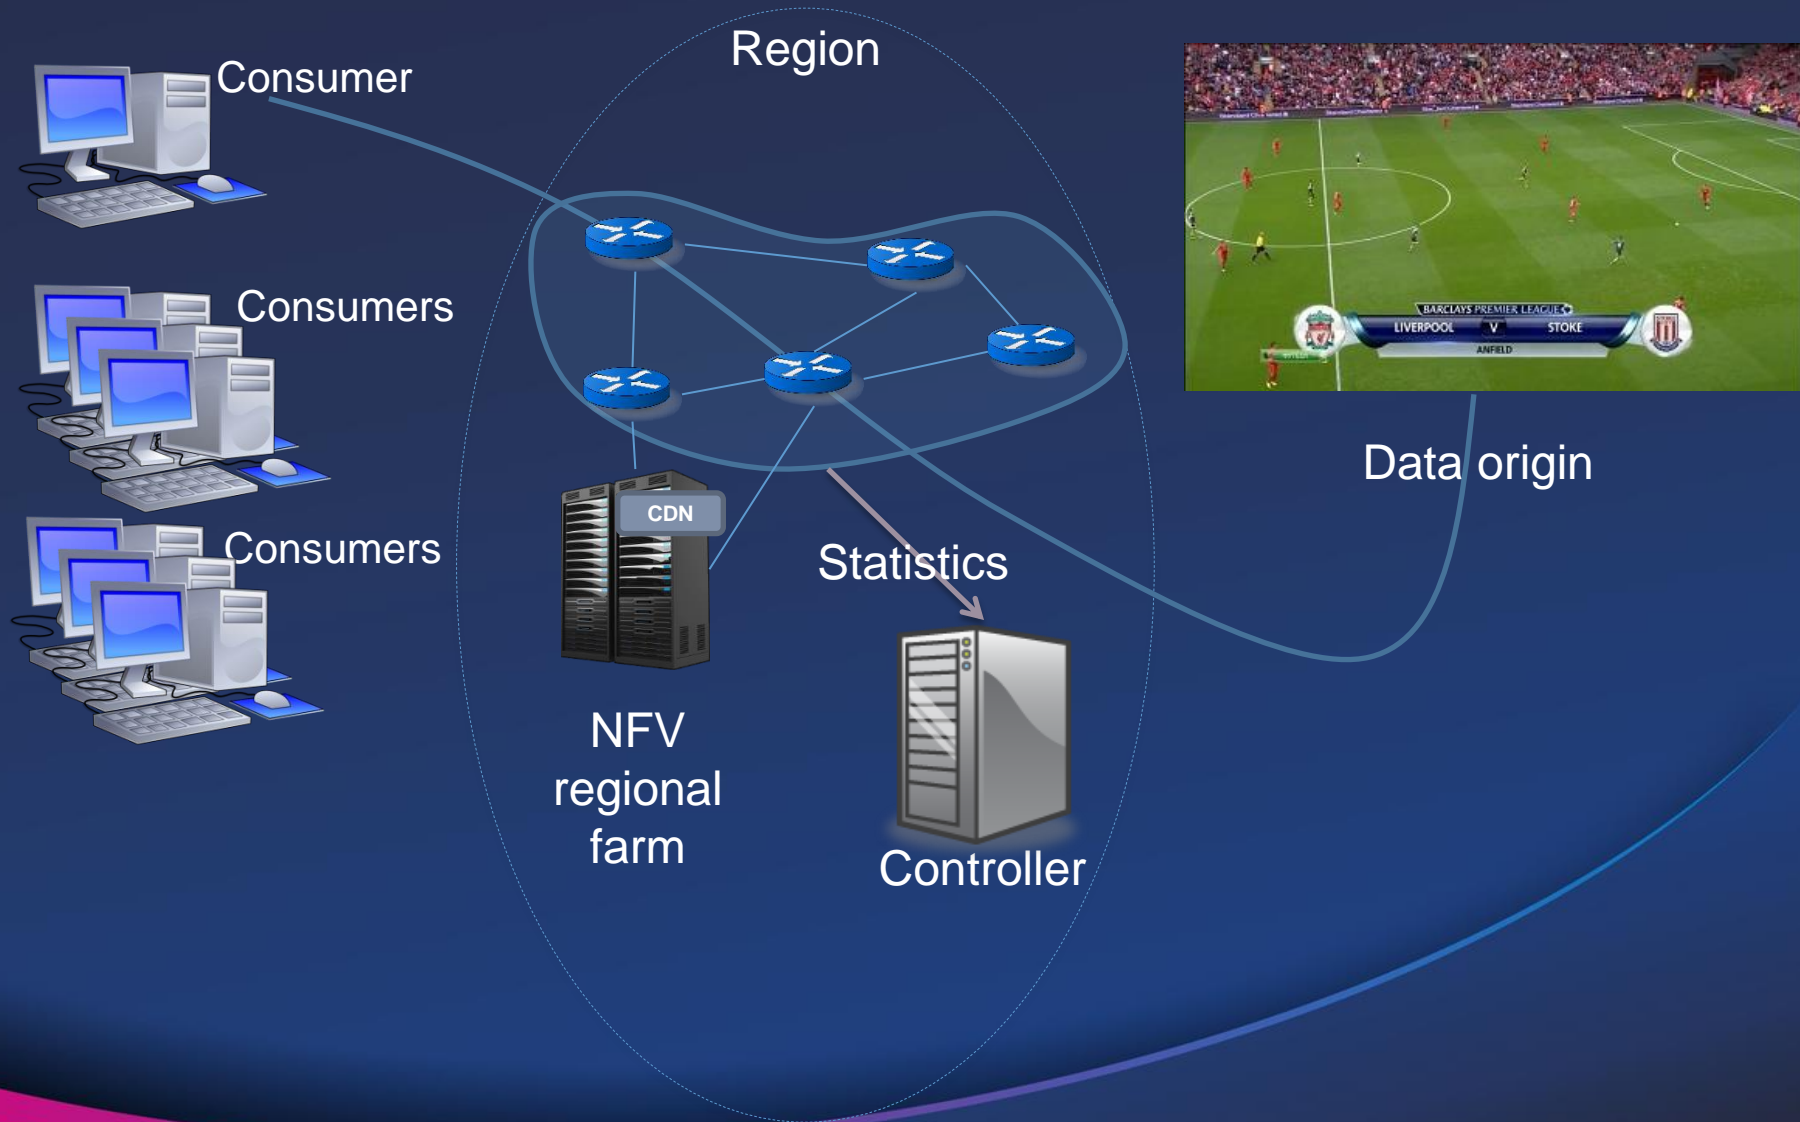 Region
Consumer
Consumers
Consumers
BARCLAYS PREMIER LEAGUE
LIVERPOOL V STOKE
ANFIELD
Data origin
CDN
Statistics
NFV
regional
farm
Controller